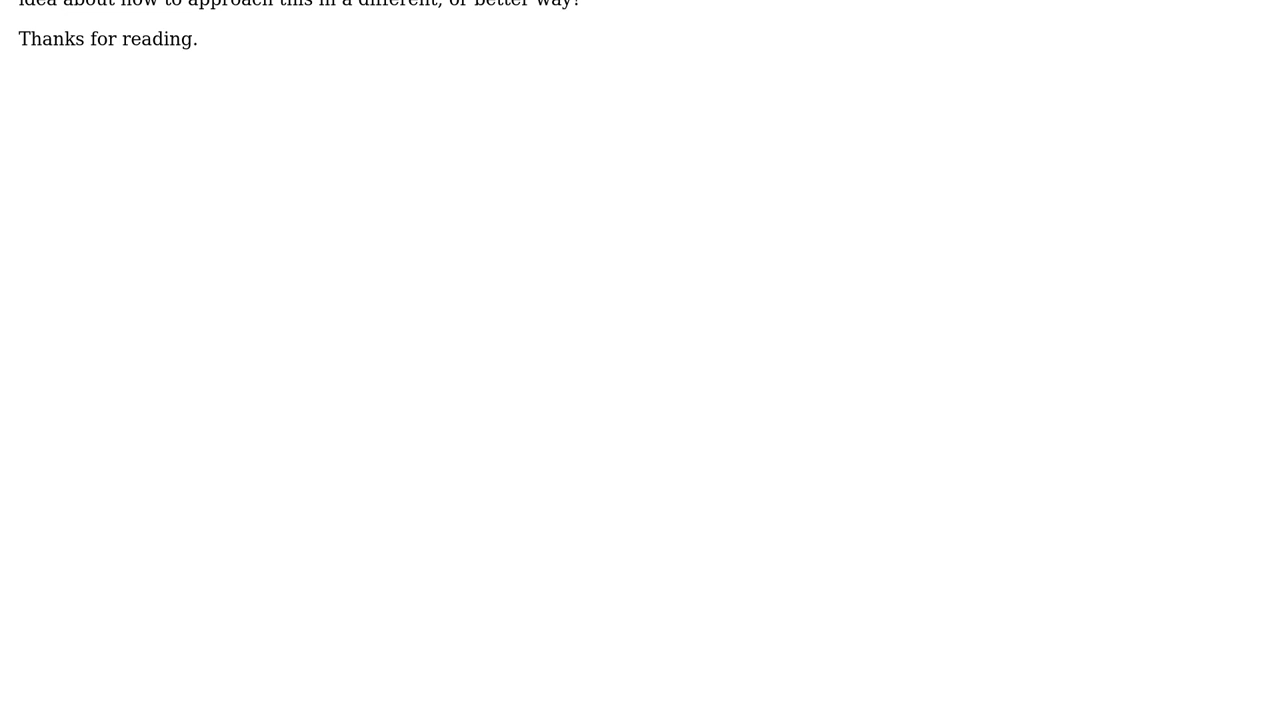 idea about how to approach this in a different, or better way?
Thanks for reading.